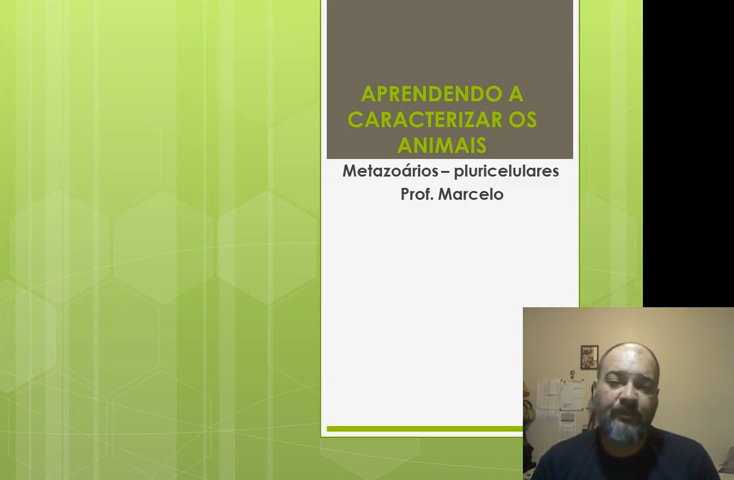 APRENDENDO A
CARACTERIZAR OS
ANIMAIS
Metazoários – pluricelulares
Prof. Marcelo